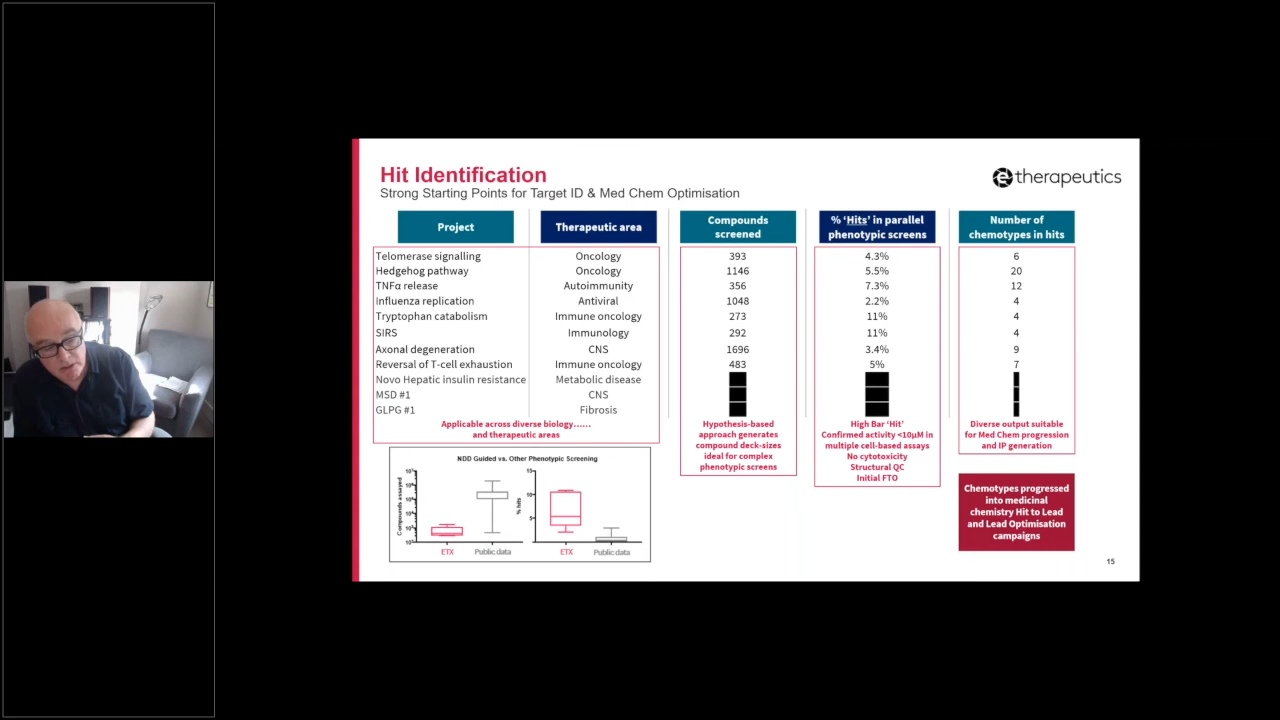 Hit Identification
Strong Starting Points for Target ID & Med Chem Optimisation
e therapeutics
Project
Therapeutic area
Compounds
screened
% ‘Hits’ in parallel
phenotypic screens
Number of
chemotypes in hits
Telomerase signalling Oncology 393 4.3% 6
Hedgehog pathway Oncology 1146 5.5% 20
TNFα release Autoimmunity 356 7.3% 12
Influenza replication Antiviral 1048 2.2% 4
Tryptophan catabolism Immune oncology 273 11% 4
SIRS Immunology 292 11% 4
Axonal degeneration CNS 1696 3.4% 9
Reversal of T-cell exhaustion Immune oncology 483 5% 7
Novo Hepatic insulin resistance Metabolic disease
MSD #1 CNS
GLPG #1 Fibrosis
Applicable across diverse biology……
and therapeutic areas
Hypothesis-based
approach generates
compound deck-sizes
ideal for complex
phenotypic screens
High Bar ‘Hit’
Confirmed activity <10µM in
multiple cell-based assays
No cytotoxicity
Structural QC
Initial FTO
Diverse output suitable
for Med Chem progression
and IP generation
NDD Guided vs. Other Phenotypic Screening
Compounds assayed
ETX
Public data
% hits
15
10
5
ETX
Public data
Chemotypes progressed
into medicinal
chemistry Hit to Lead
and Lead Optimisation
campaigns
15